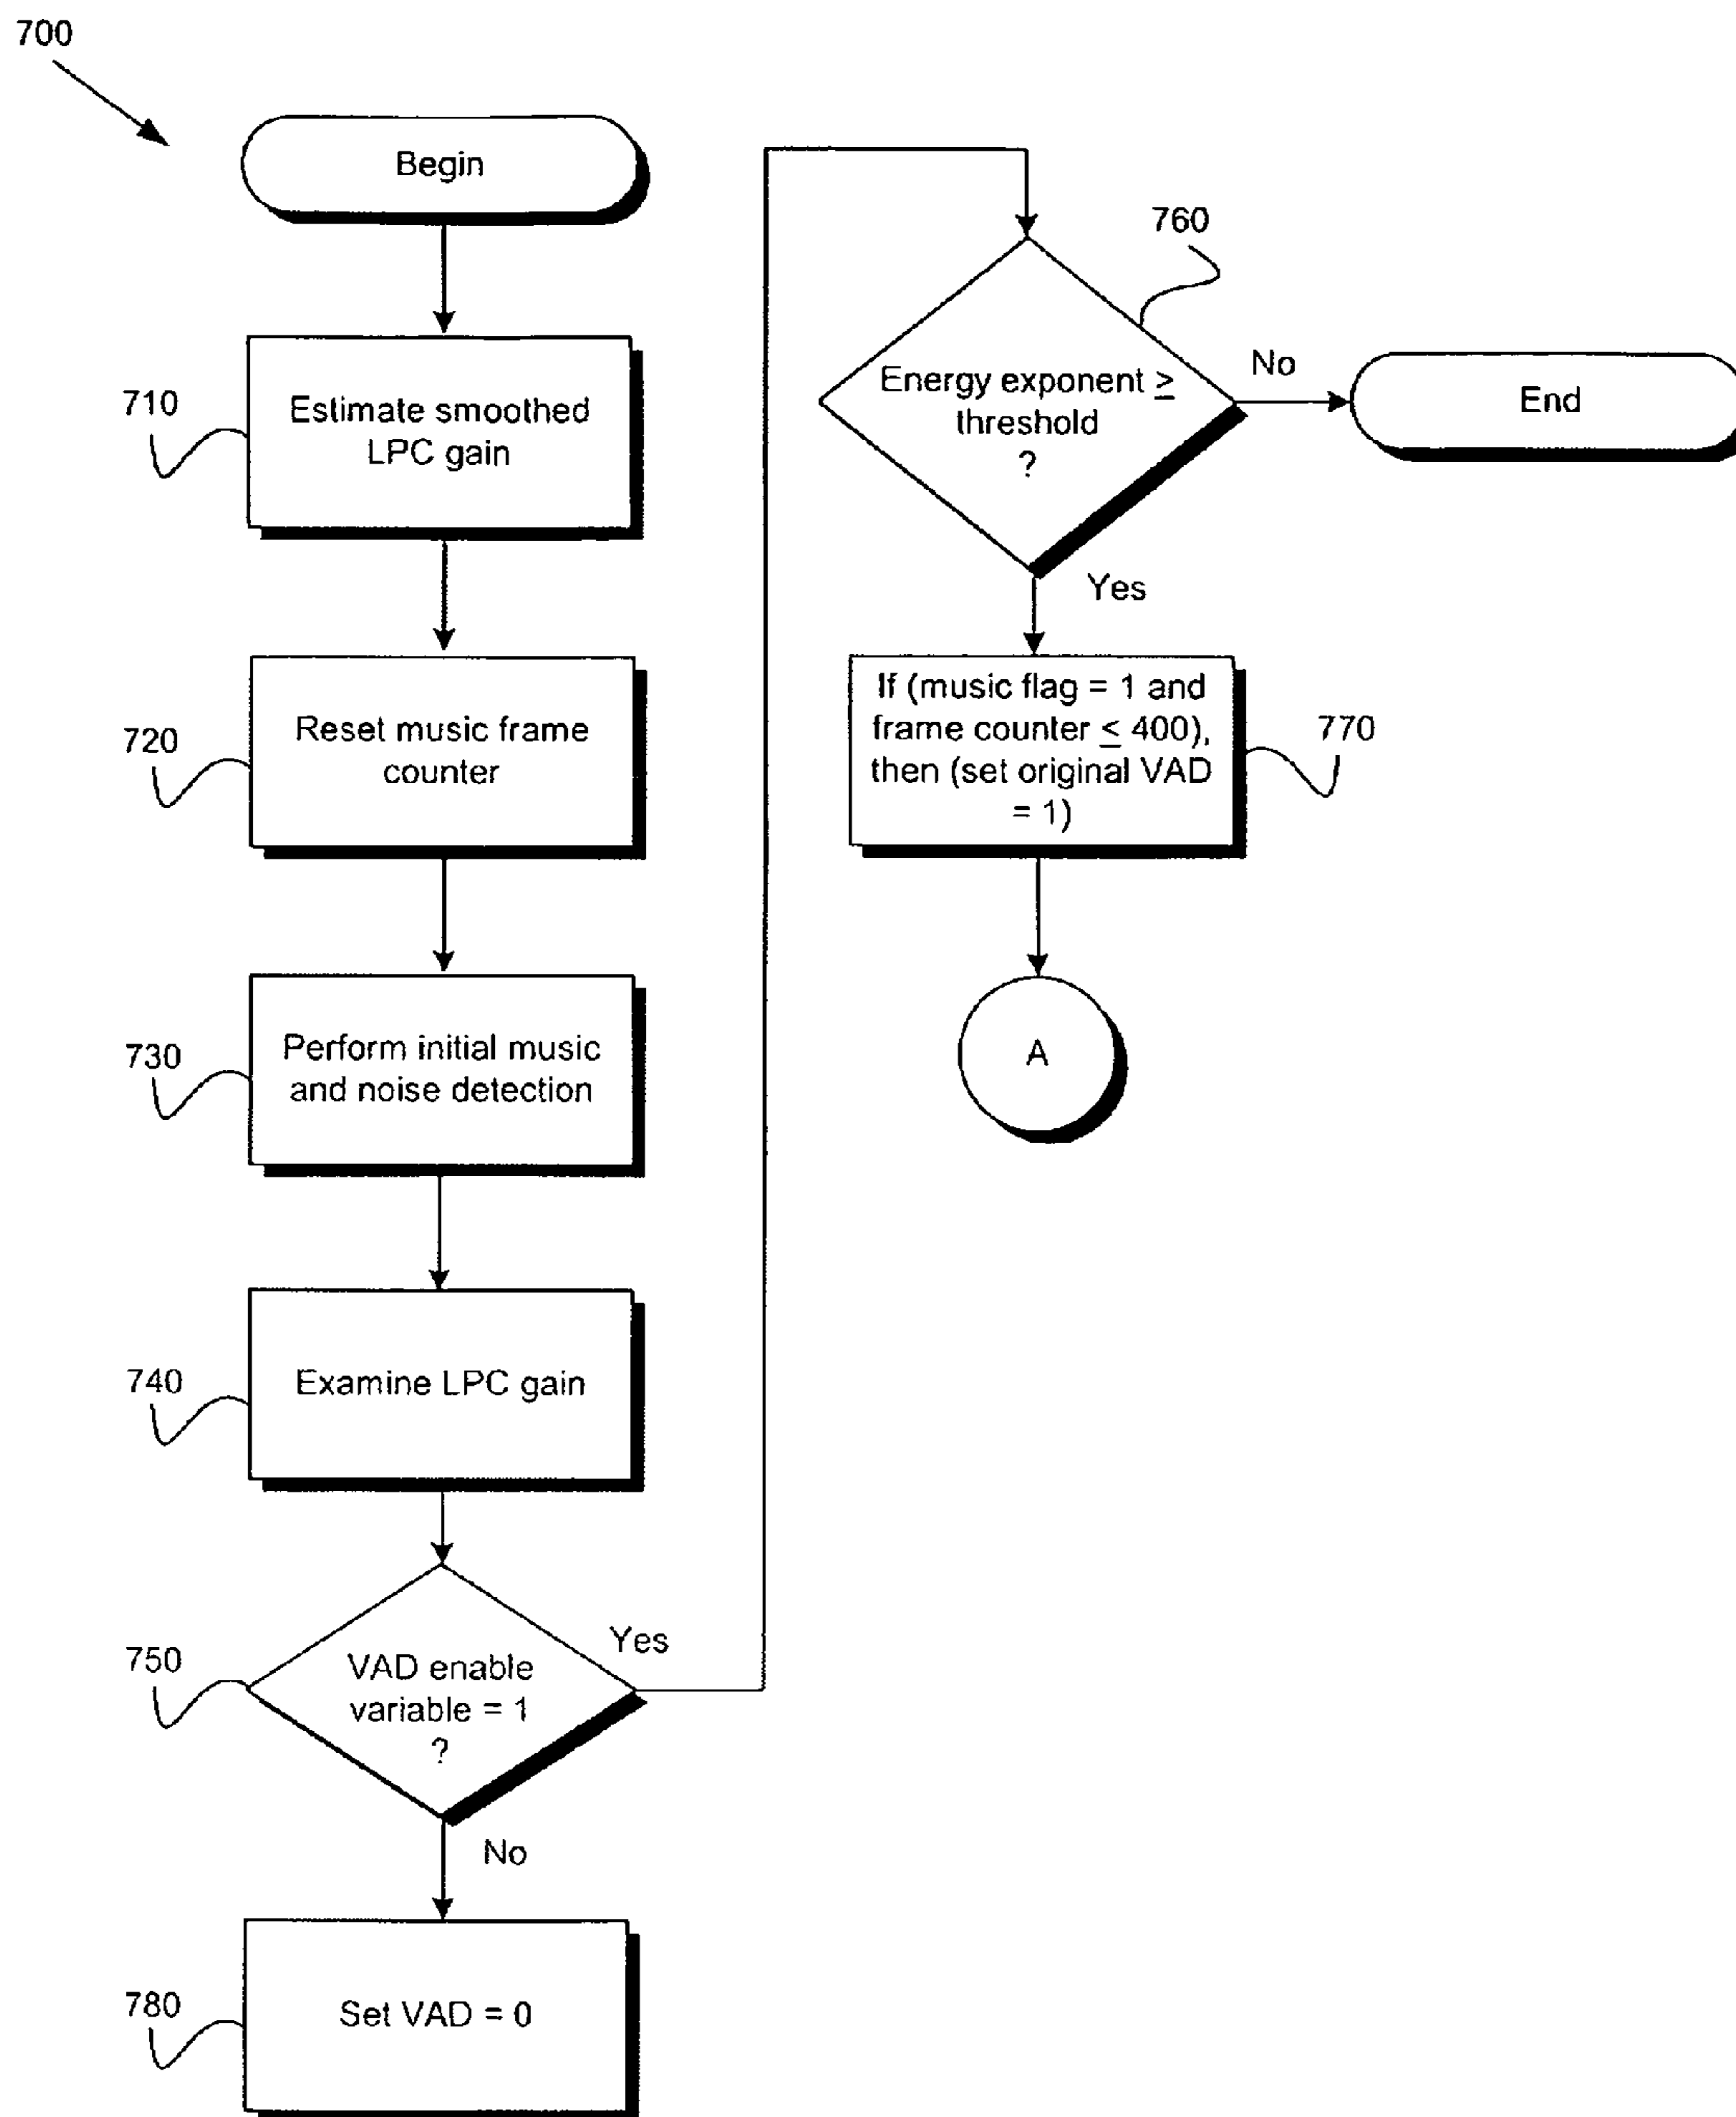 700
Begin
710
Estimate smoothed
LPC gain
720
Reset music frame
counter
730
Perform initial music
and noise detection
740
Examine LPC gain
750
VAD enable
variable = 1
?
Yes
No
780
Set VAD = 0
760
Energy exponent ≥
threshold
?
No
End
Yes
If (music flag = 1 and
frame counter ≤ 400),
then (set original VAD
= 1)
770
A